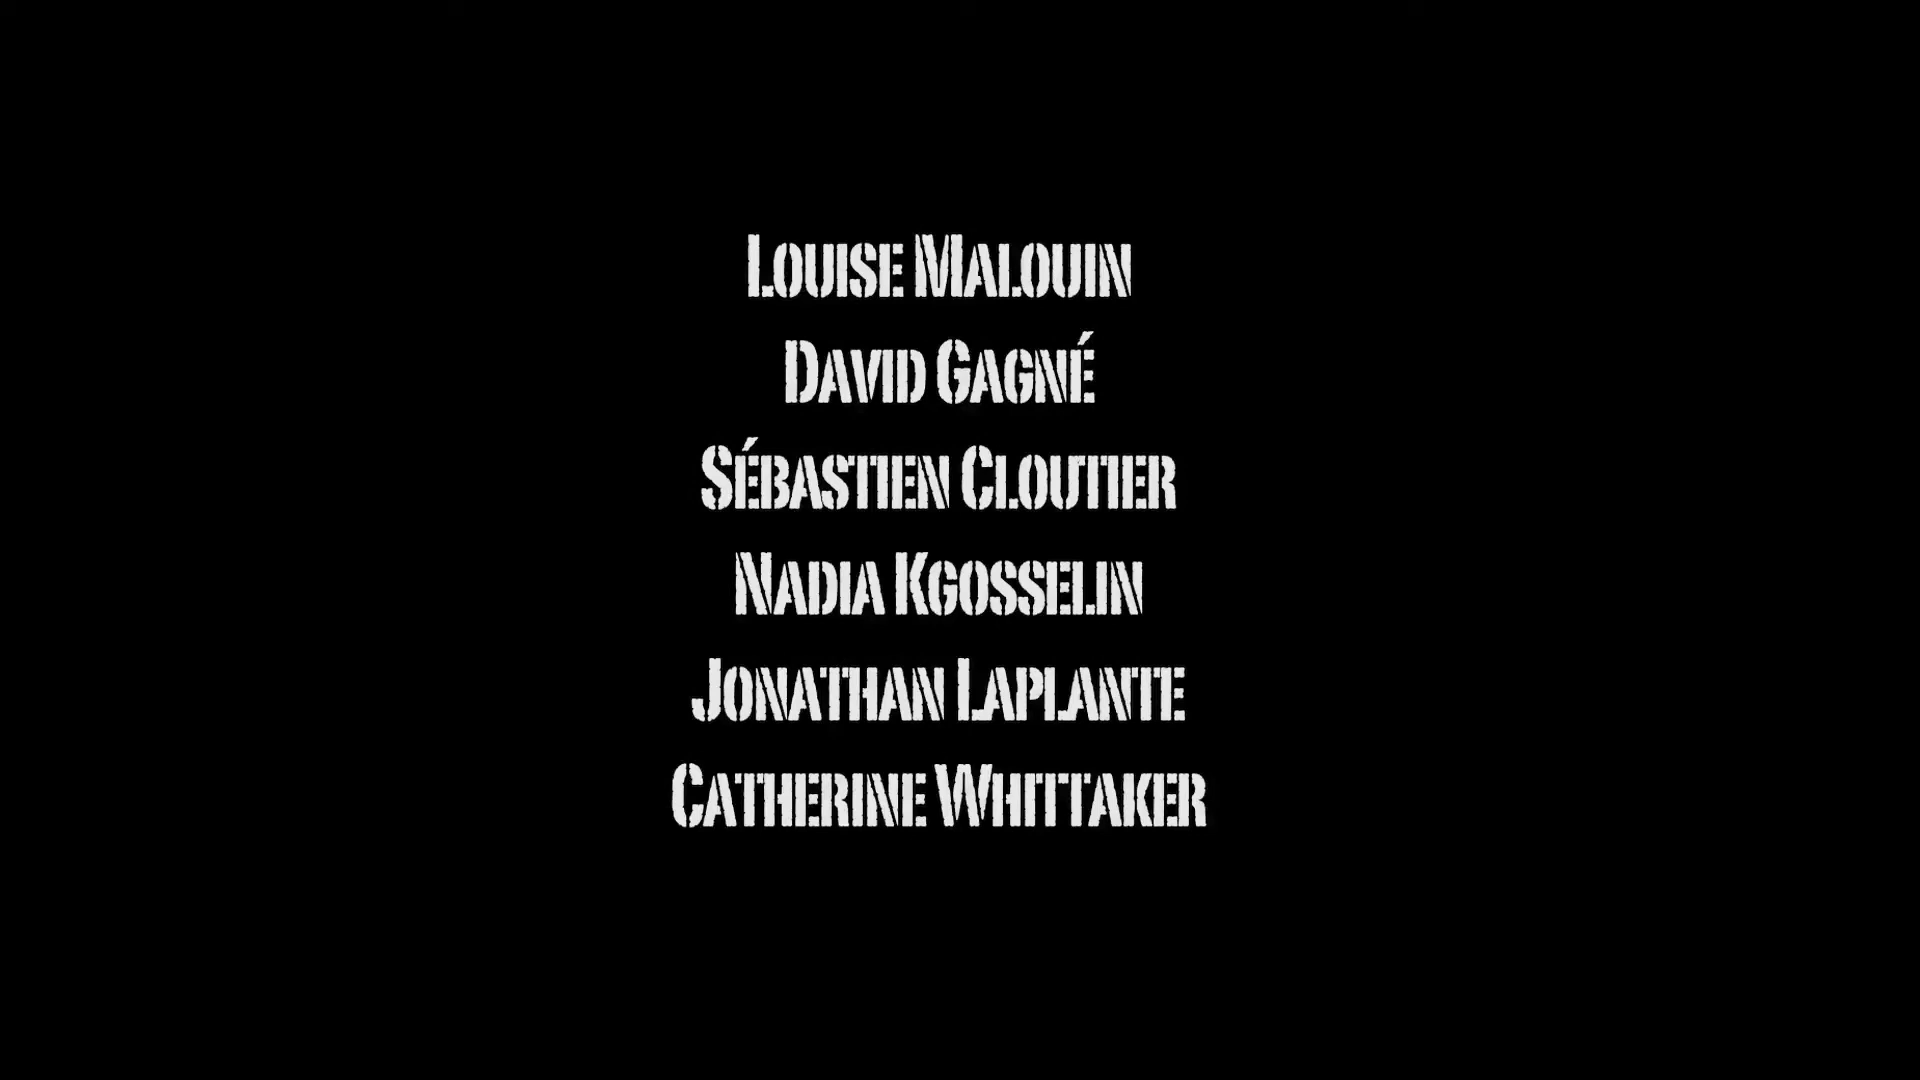 Louise Malouin
David Gagné
Sébastien Cloutier
Nadia Kgosselin
Jonathan Laplante
Catherine Whittaker